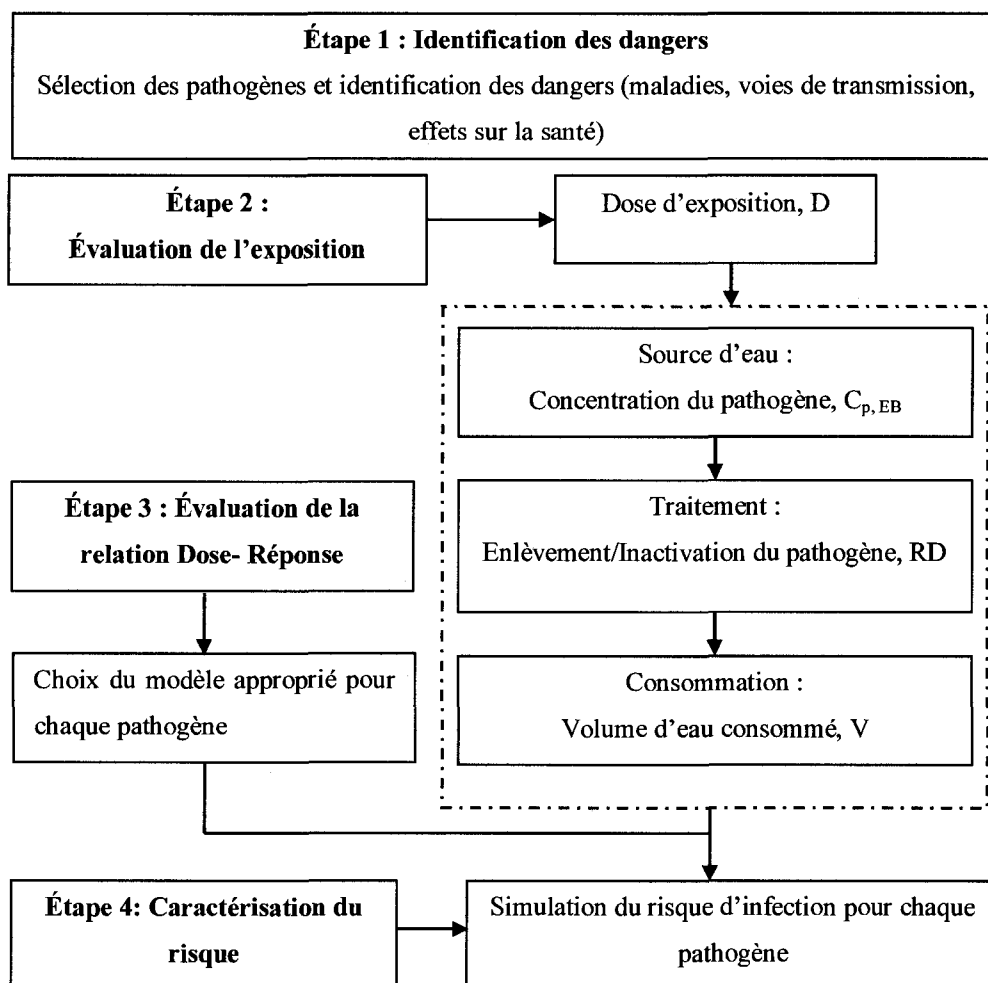 Étape 1 : Identification des dangers
Sélection des pathogènes et identification des dangers (maladies, voies de transmission,
effets sur la santé)
Étape 2 :
Évaluation de l'exposition
Dose d'exposition, D
Source d'eau :
Concentration du pathogène, Cp, EB
Traitement :
Enlèvement/Inactivation du pathogène, RD
Consommation :
Volume d'eau consommé, V
Étape 3 : Évaluation de la
relation Dose- Réponse
Choix du modèle approprié pour
chaque pathogène
Étape 4: Caractérisation du
risque
Simulation du risque d'infection pour chaque
pathogène